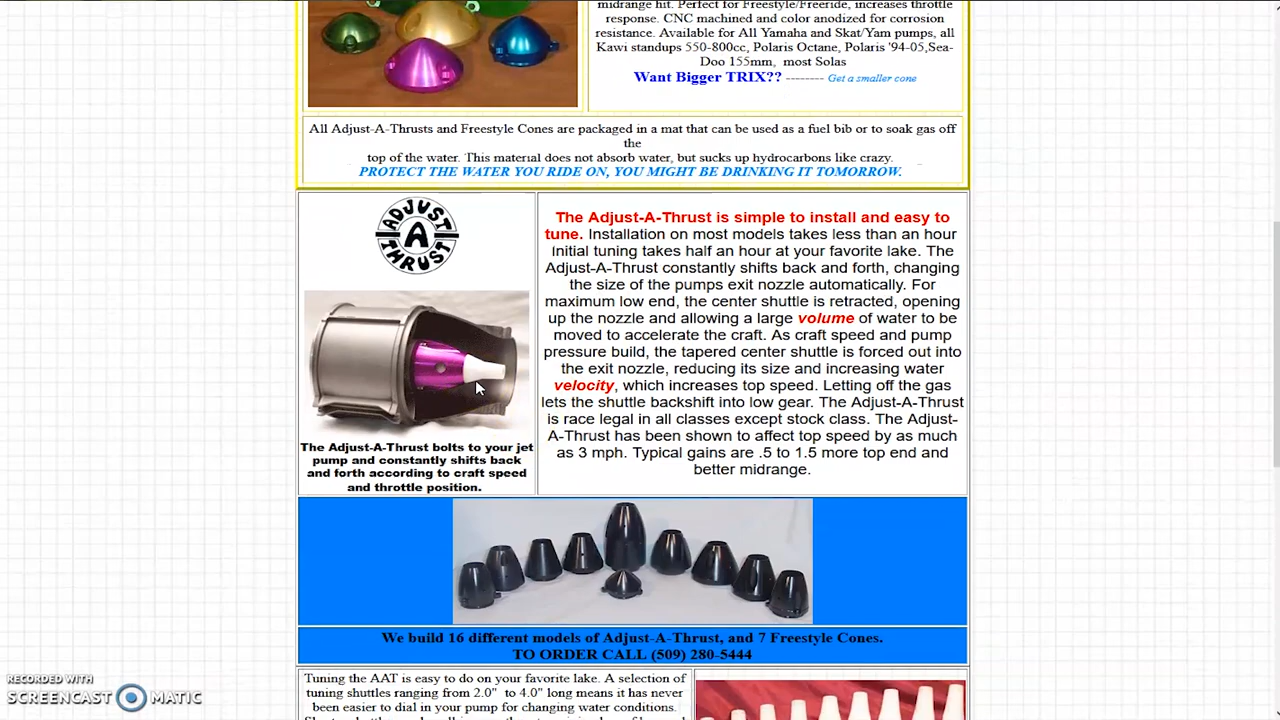 midrange hit. Perfect for Freestyle/Freeride, increases throttle
response. CNC machined and color anodized for corrosion
resistance. Available for All Yamaha and Skat/Yam pumps, all
Kawi standups 550-800cc, Polaris Octane, Polaris '94-05,Sea-
Doo 155mm, most Solas
Want Bigger TRIX?? -------- Get a smaller cone
All Adjust-A-Thrusts and Freestyle Cones are packaged in a mat that can be used as a fuel bib or to soak gas off
the
top of the water. This material does not absorb water, but sucks up hydrocarbons like crazy.
PROTECT THE WATER YOU RIDE ON, YOU MIGHT BE DRINKING IT TOMORROW.
ADJUST
A
THRUST
The Adjust-A-Thrust bolts to your jet
pump and constantly shifts back
and forth according to craft speed
and throttle position.
The Adjust-A-Thrust is simple to install and easy to
tune. Installation on most models takes less than an hour
initial tuning takes half an hour at your favorite lake. The
Adjust-A-Thrust constantly shifts back and forth, changing
the size of the pumps exit nozzle automatically. For
maximum low end, the center shuttle is retracted, opening
up the nozzle and allowing a large volume of water to be
moved to accelerate the craft. As craft speed and pump
pressure build, the tapered center shuttle is forced out into
the exit nozzle, reducing its size and increasing water
velocity, which increases top speed. Letting off the gas
lets the shuttle backshift into low gear. The Adjust-A-Thrust
is race legal in all classes except stock class. The Adjust-
A-Thrust has been shown to affect top speed by as much
as 3 mph. Typical gains are .5 to 1.5 more top end and
better midrange.
We build 16 different models of Adjust-A-Thrust, and 7 Freestyle Cones.
TO ORDER CALL (509) 280-5444
Tuning the AAT is easy to do on your favorite lake. A selection of
tuning shuttles ranging from 2.0" to 4.0" long means it has never
been easier to dial in your pump for changing water conditions.
RECORDED WITH
SCREENCAST MATIC